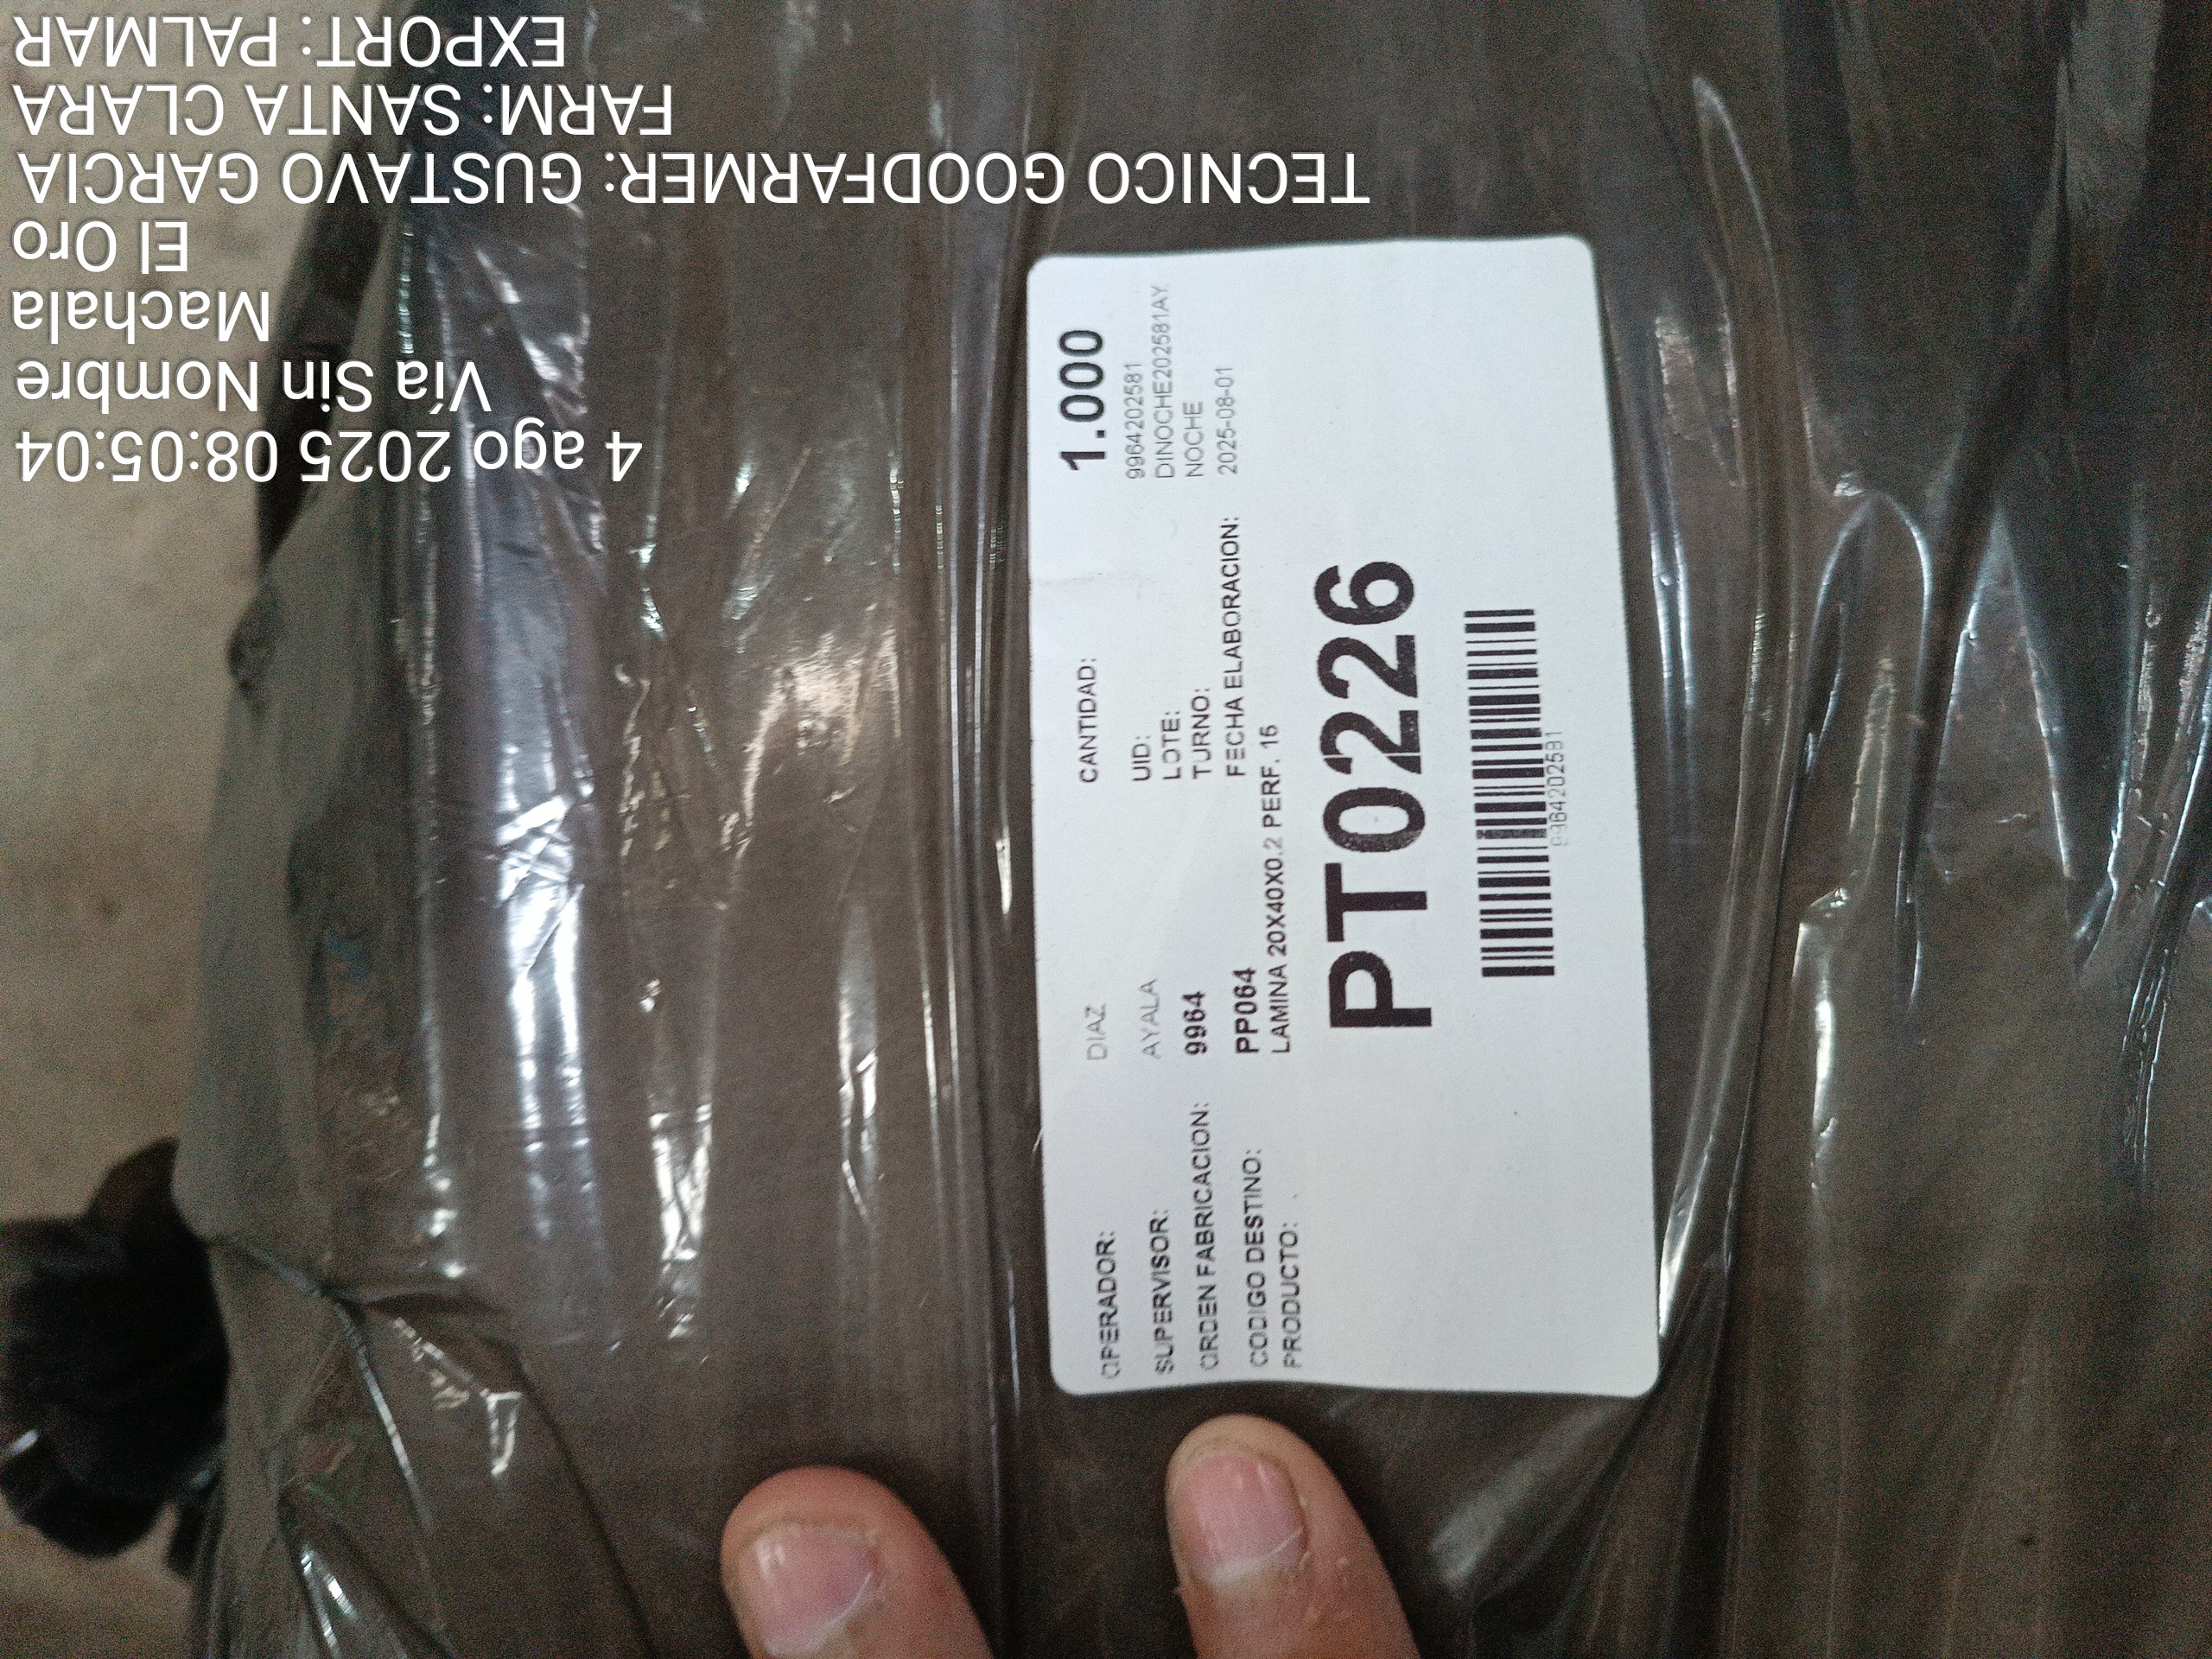 OPERADOR: DIAZ CANTIDAD: 1.000
SUPERVISOR: AYALA UID: 9964202581
LOTE: DINOCHE202581AY
ORDEN FABRICACION: 9964 TURNO: NOCHE
CODIGO DESTINO: PP064 FECHA ELABORACION: 2025-08-01
PRODUCTO: LAMINA 20X40X0.2 PERF. 16
PT0226
9964202581
4 ago 2025 08:05:04
Vía Sin Nombre
Machala
El Oro
TECNICO GOODFARMER: GUSTAVO GARCIA
FARM: SANTA CLARA
EXPORT: PALMAR